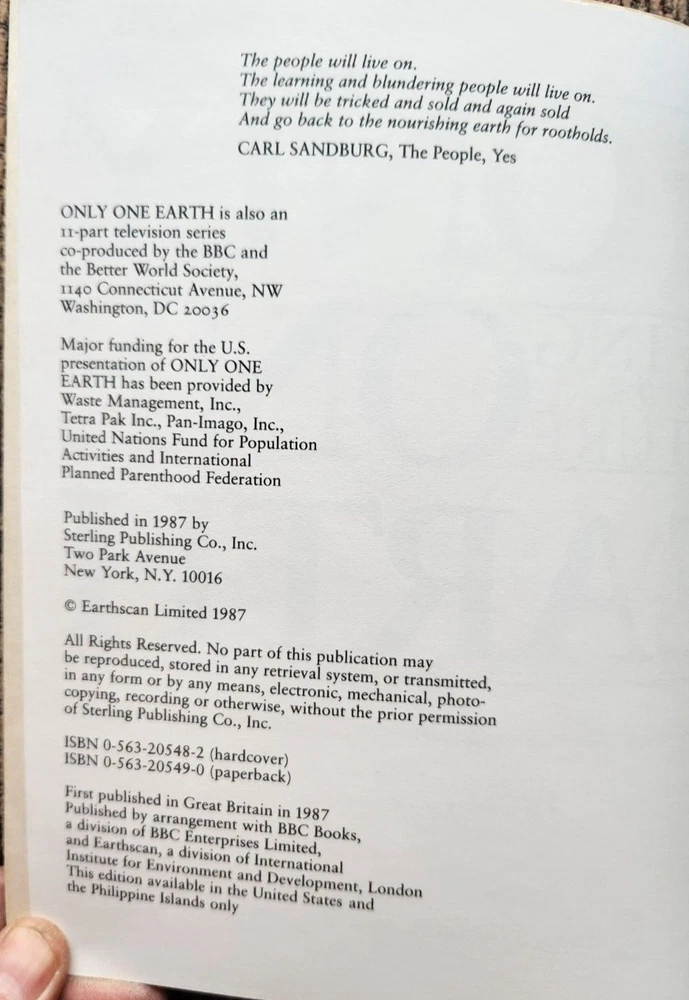 The people will live on.
The learning and blundering people will live on.
They will be tricked and sold and again sold
And go back to the nourishing earth for rootholds.
CARL SANDBURG, The People, Yes
ONLY ONE EARTH is also an
11-part television series
co-produced by the BBC and
the Better World Society,
1140 Connecticut Avenue, NW
Washington, DC 20036
Major funding for the U.S.
presentation of ONLY ONE
EARTH has been provided by
Waste Management, Inc.,
Tetra Pak Inc., Pan-Imago, Inc.,
United Nations Fund for Population
Activities and International
Planned Parenthood Federation
Published in 1987 by
Sterling Publishing Co., Inc.
Two Park Avenue
New York, N.Y. 10016
© Earthscan Limited 1987
All Rights Reserved. No part of this publication may
be reproduced, stored in any retrieval system, or transmitted,
in any form or by any means, electronic, mechanical, photo-
copying, recording or otherwise, without the prior permission
of Sterling Publishing Co., Inc.
ISBN 0-563-20548-2 (hardcover)
ISBN 0-563-20549-0 (paperback)
First published in Great Britain in 1987
Published by arrangement with BBC Books,
a division of BBC Enterprises Limited,
and Earthscan, a division of International
Institute for Environment and Development, London
This edition available in the United States and
the Philippine Islands only